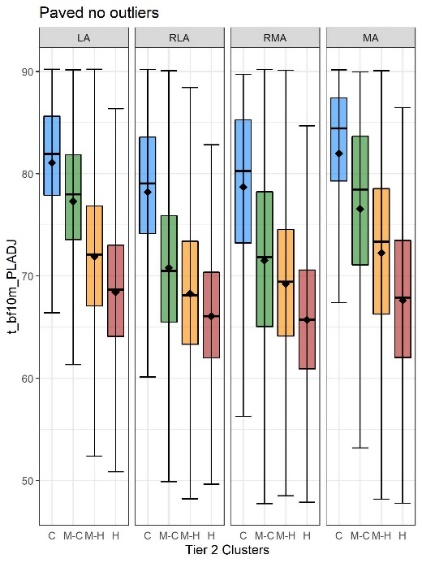 Paved no outliers
LA RLA RMA MA
90
80
70
60
50
t_bf10m_PLADJ
C M-C M-H H C M-C M-H H C M-C M-H H C M-C M-H H
Tier 2 Clusters